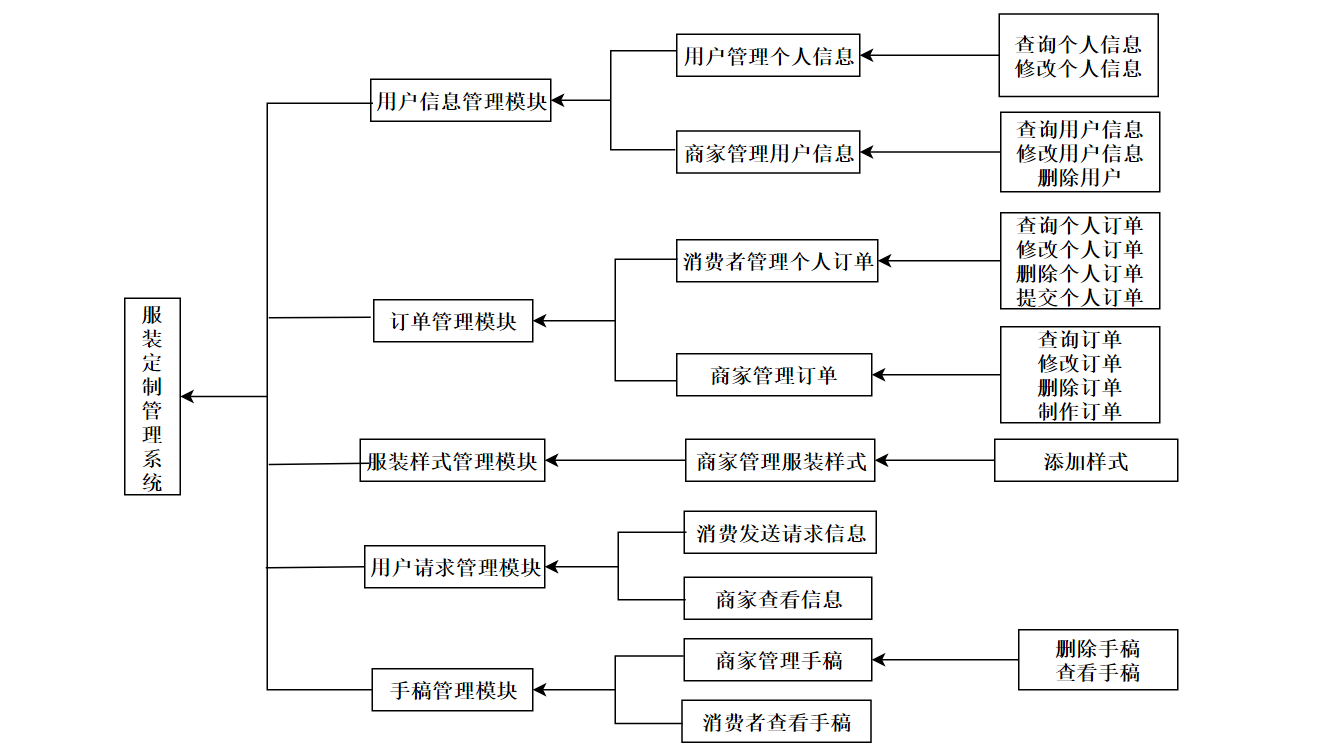 服
装
定
制
管
理
系
统
用户信息管理模块
用户管理个人信息
查询个人信息
修改个人信息
商家管理用户信息
查询用户信息
修改用户信息
删除用户
订单管理模块
消费者管理个人订单
查询个人订单
修改个人订单
删除个人订单
提交个人订单
商家管理订单
查询订单
修改订单
删除订单
制作订单
服装样式管理模块
商家管理服装样式
添加样式
用户请求管理模块
消费发送请求信息
商家查看信息
手稿管理模块
商家管理手稿
删除手稿
查看手稿
消费者查看手稿